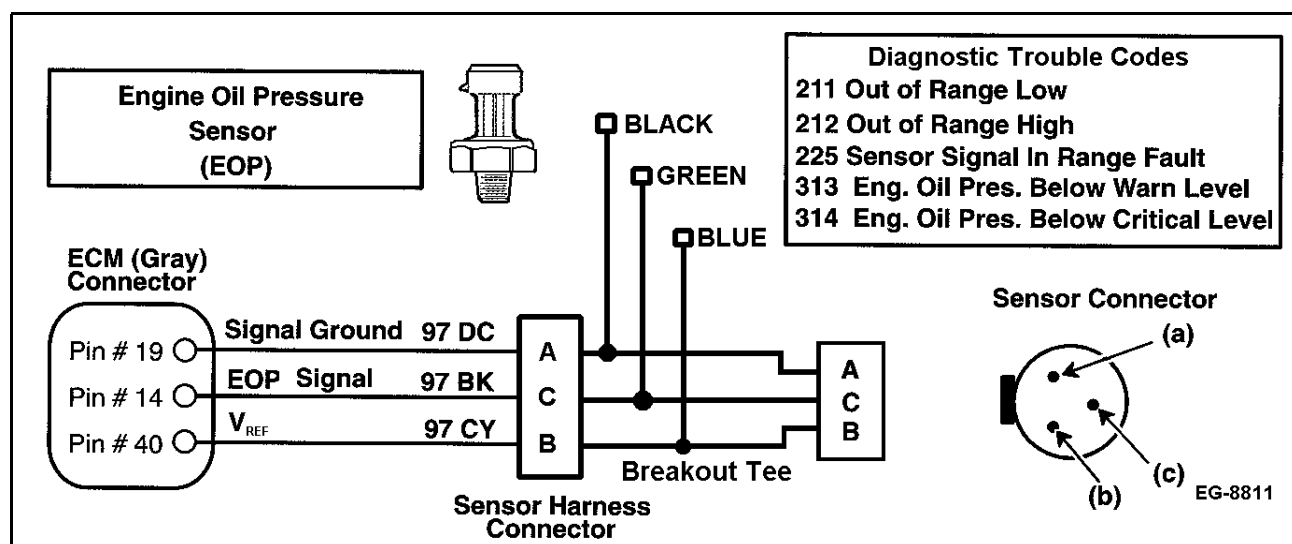 Engine Oil Pressure
Sensor
(EOP)
Diagnostic Trouble Codes
211 Out of Range Low
212 Out of Range High
225 Sensor Signal In Range Fault
313 Eng. Oil Pres. Below Warn Level
314 Eng. Oil Pres. Below Critical Level
BLACK
GREEN
BLUE
ECM (Gray)
Connector
Pin # 19
Signal Ground 97 DC
A
Pin # 14
EOP Signal 97 BK
C
Pin # 40
VREF 97 CY
B
Sensor Harness
Connector
Breakout Tee
A
C
B
Sensor Connector
(a)
(b)
(c)
EG-8811